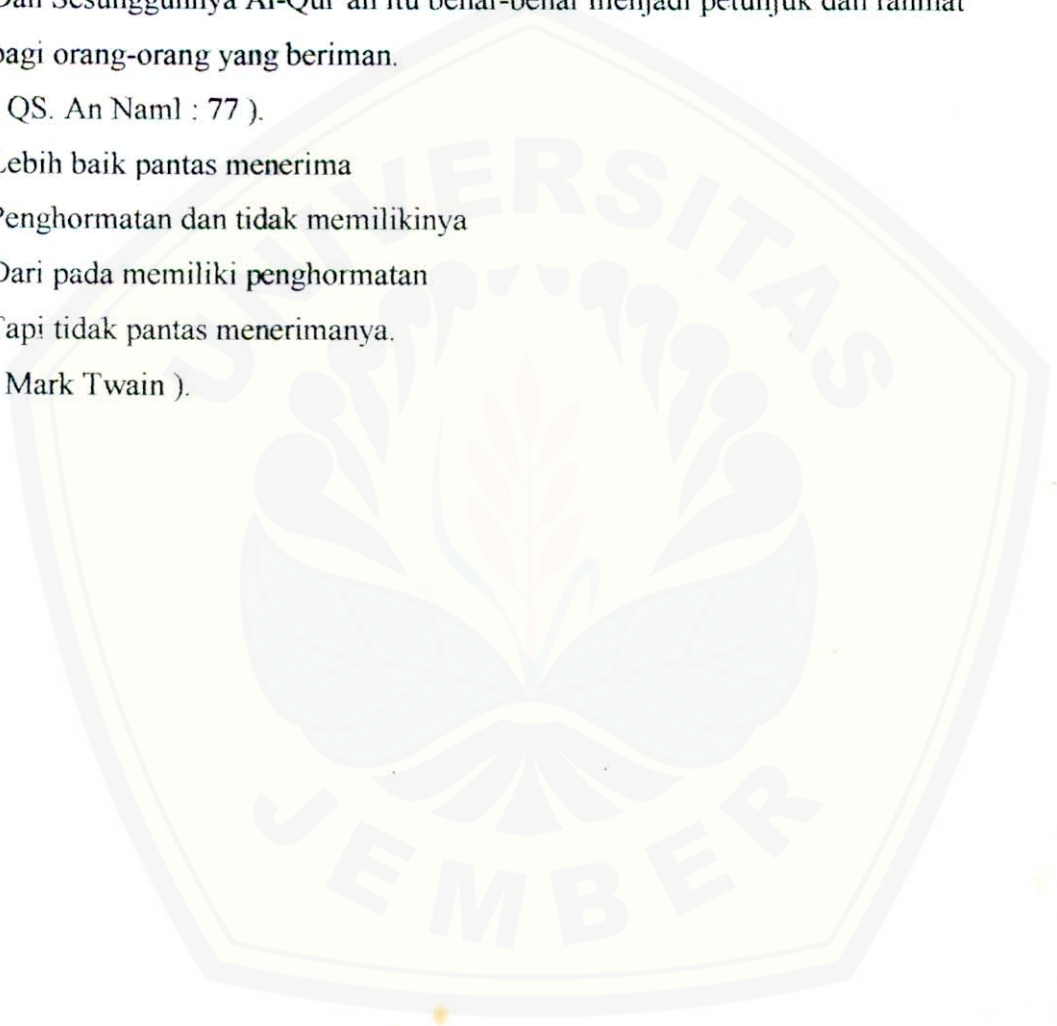 Dan Sesungguhnya Al-Qur'an itu benar-benar menjadi petunjuk dan rahmat
bagi orang-orang yang beriman.
QS. An Naml : 77 ).
Lebih baik pantas menerima
Penghormatan dan tidak memilikinya
Dari pada memiliki penghormatan
Tapi tidak pantas menerimanya.
Mark Twain ).
UNIVERSITAS
JEMBER